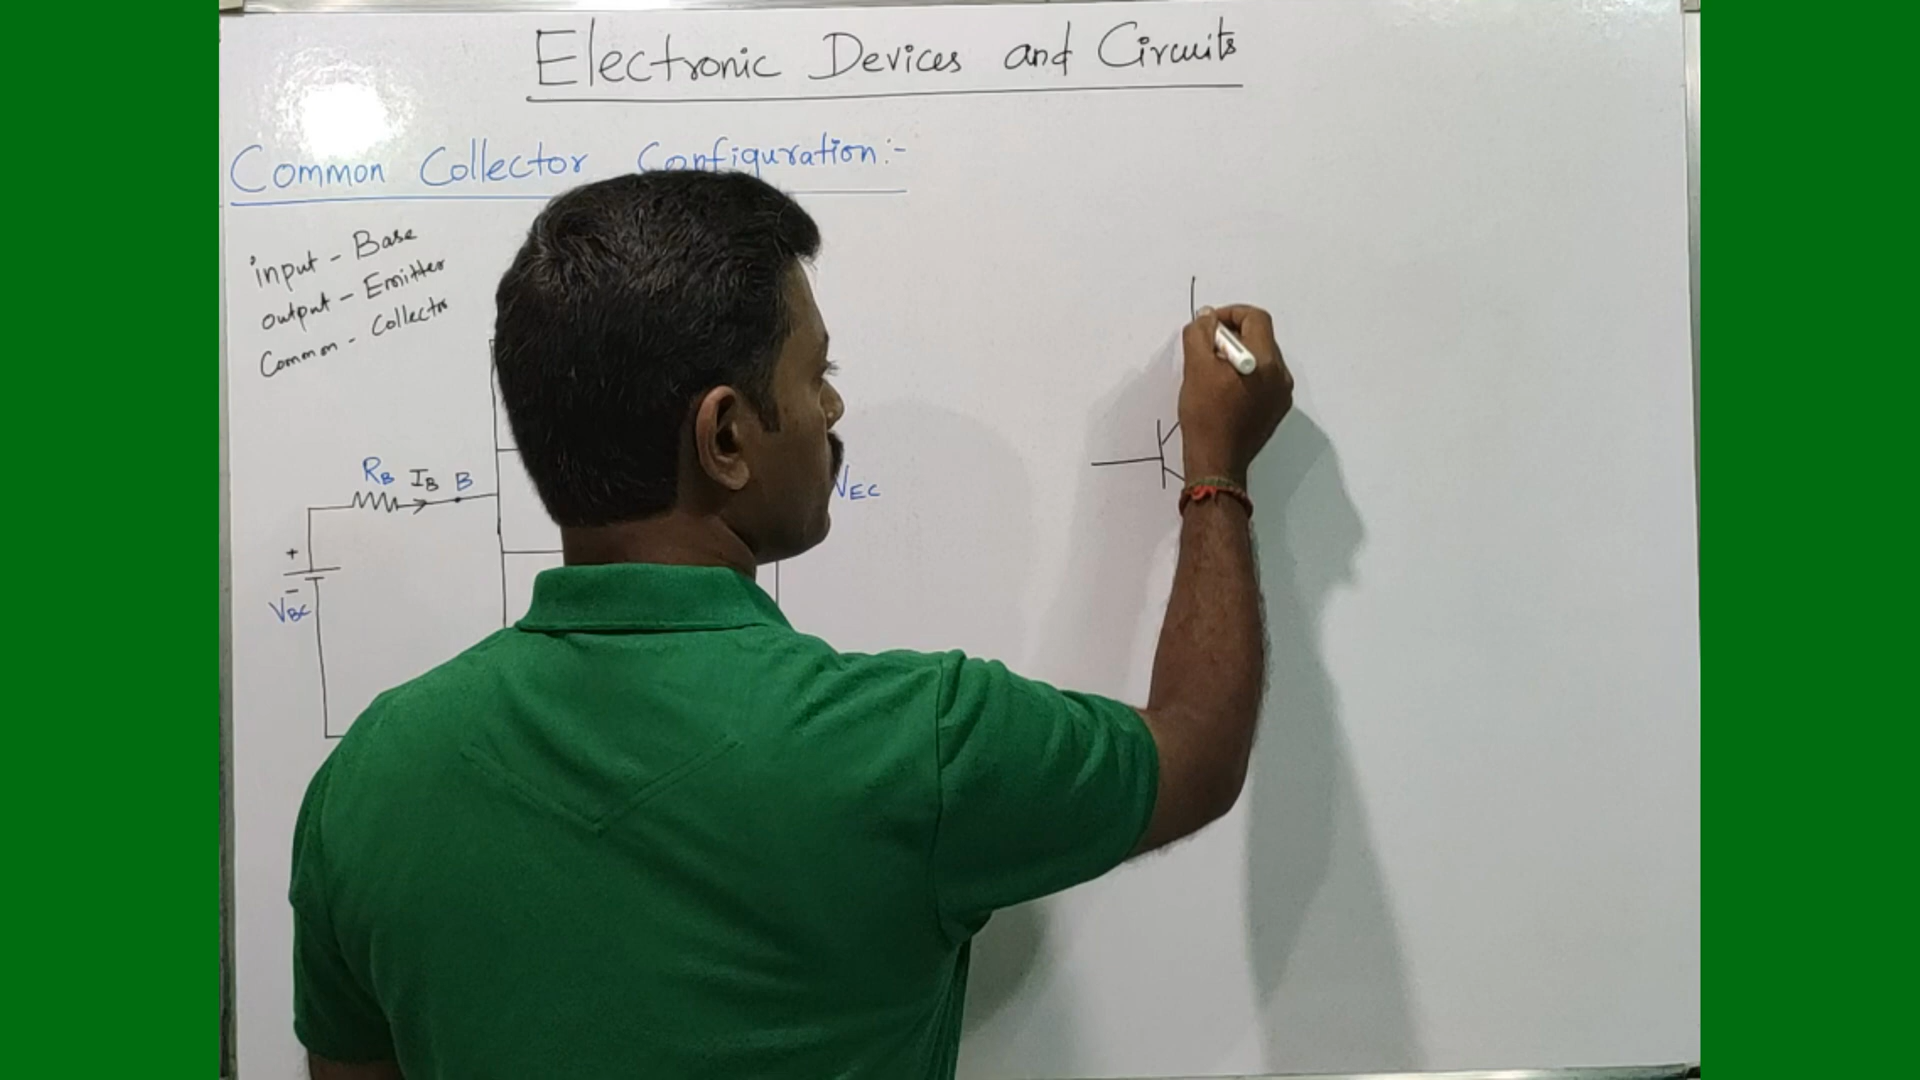 Electronic Devices and Circuits
Common Collector Configuration:-
input - Base
output - Emitter
Common - Collector
RB IB B
+
-
VBC
VEC